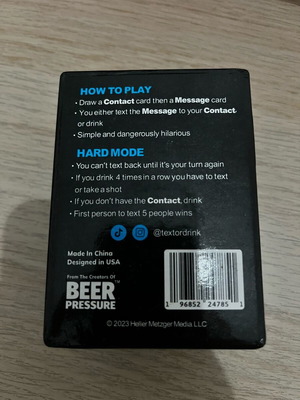 HOW TO PLAY
• Draw a Contact card then a Message card
• You either text the Message to your Contact,
or drink
• Simple and dangerously hilarious
HARD MODE
• You can't text back until it's your turn again
• If you drink 4 times in a row you have to text
or take a shot
• If you don't have the Contact, drink
• First person to text 5 people wins
@textordrink
Made In China
Designed in USA
From The Creators Of
BEER™
PRESSURE
1 96852 24785 1
© 2023 Heller Metzger Media LLC